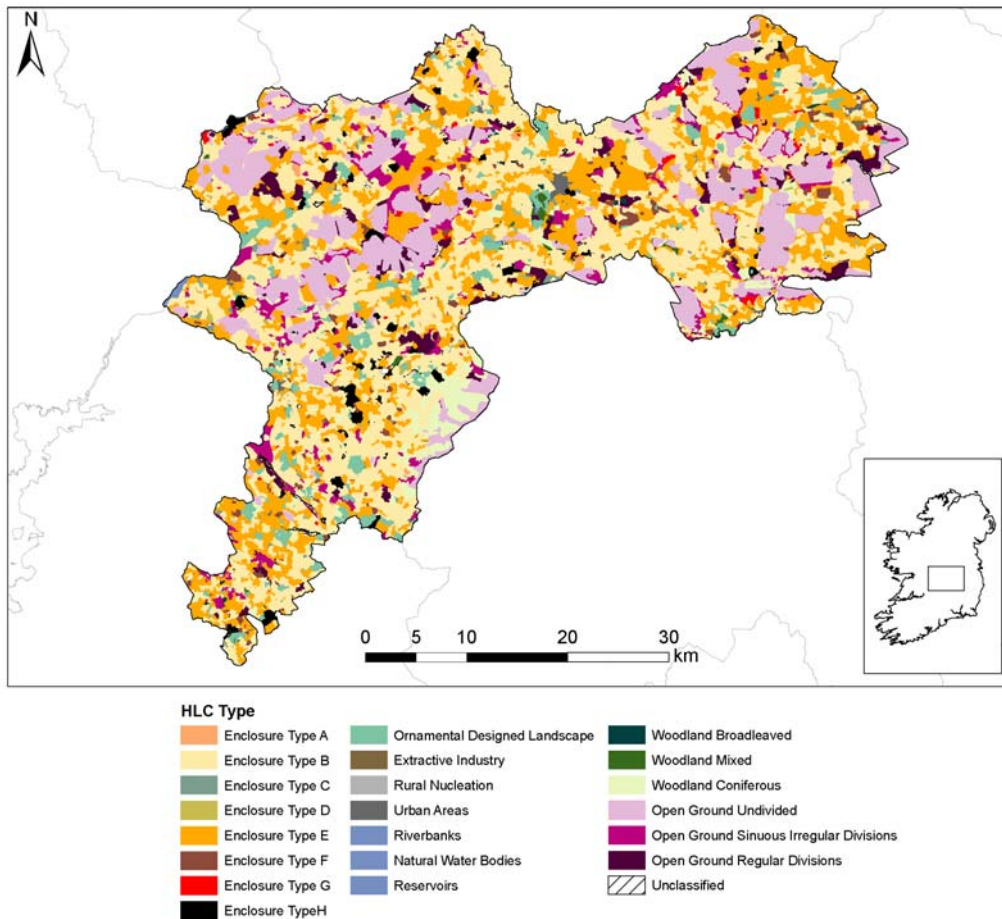 N
0 5 10 20 30
km
HLC Type
Enclosure Type A
Enclosure Type B
Enclosure Type C
Enclosure Type D
Enclosure Type E
Enclosure Type F
Enclosure Type G
Enclosure TypeH
Ornamental Designed Landscape
Extractive Industry
Rural Nucleation
Urban Areas
Riverbanks
Natural Water Bodies
Reservoirs
Woodland Broadleaved
Woodland Mixed
Woodland Coniferous
Open Ground Undivided
Open Ground Sinuous Irregular Divisions
Open Ground Regular Divisions
Unclassified